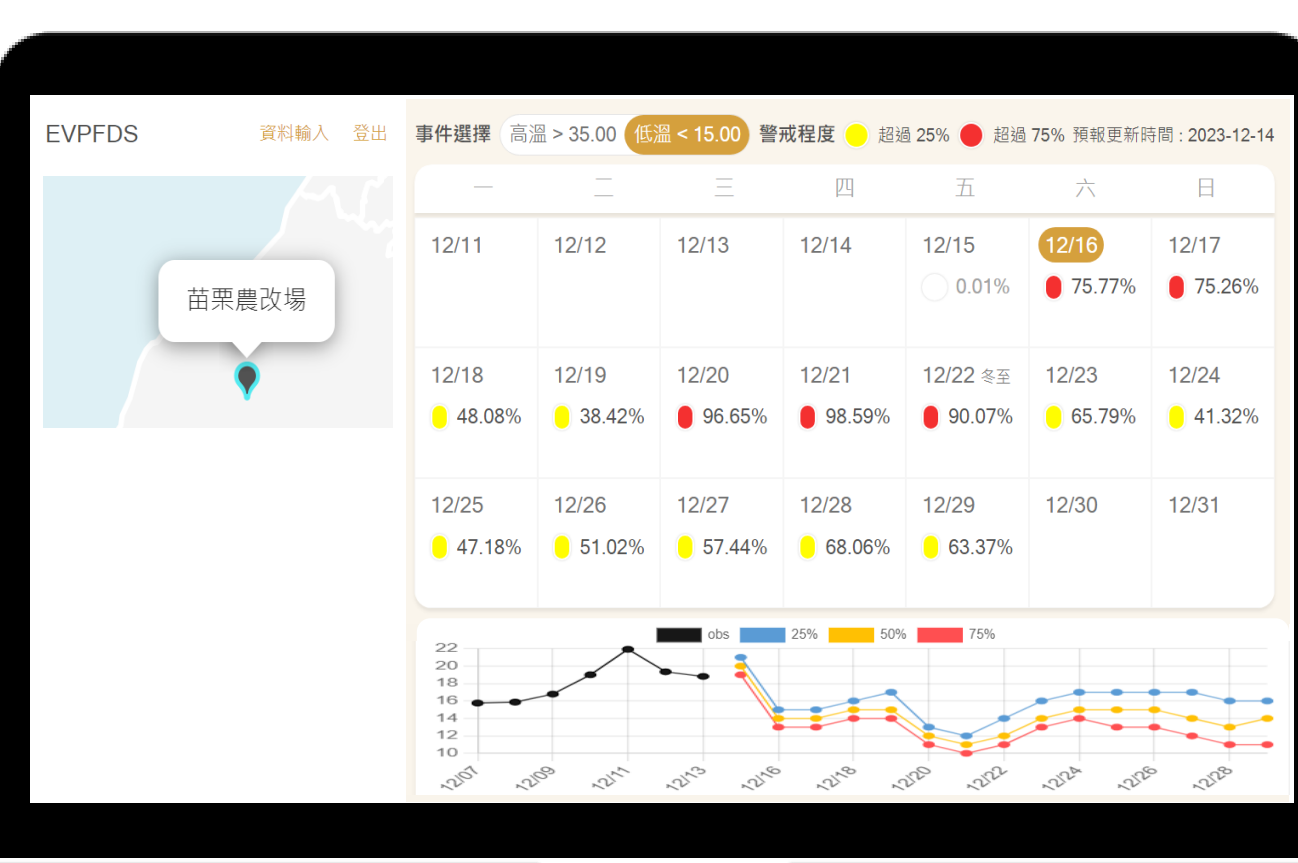 EVPFDS 資料輸入 登出
苗栗農改場
事件選擇 高溫 > 35.00 低溫 < 15.00 警戒程度 超過 25% 超過 75% 預報更新時間 : 2023-12-14
一 二 三 四 五 六 日
12/11 12/12 12/13 12/14 12/15 12/16 12/17
0.01% 75.77% 75.26%
12/18 12/19 12/20 12/21 12/22 冬至 12/23 12/24
48.08% 38.42% 96.65% 98.59% 90.07% 65.79% 41.32%
12/25 12/26 12/27 12/28 12/29 12/30 12/31
47.18% 51.02% 57.44% 68.06% 63.37%
obs 25% 50% 75%
22
20
18
16
14
12
10
12/07 12/09 12/11 12/13 12/16 12/18 12/20 12/22 12/24 12/26 12/28